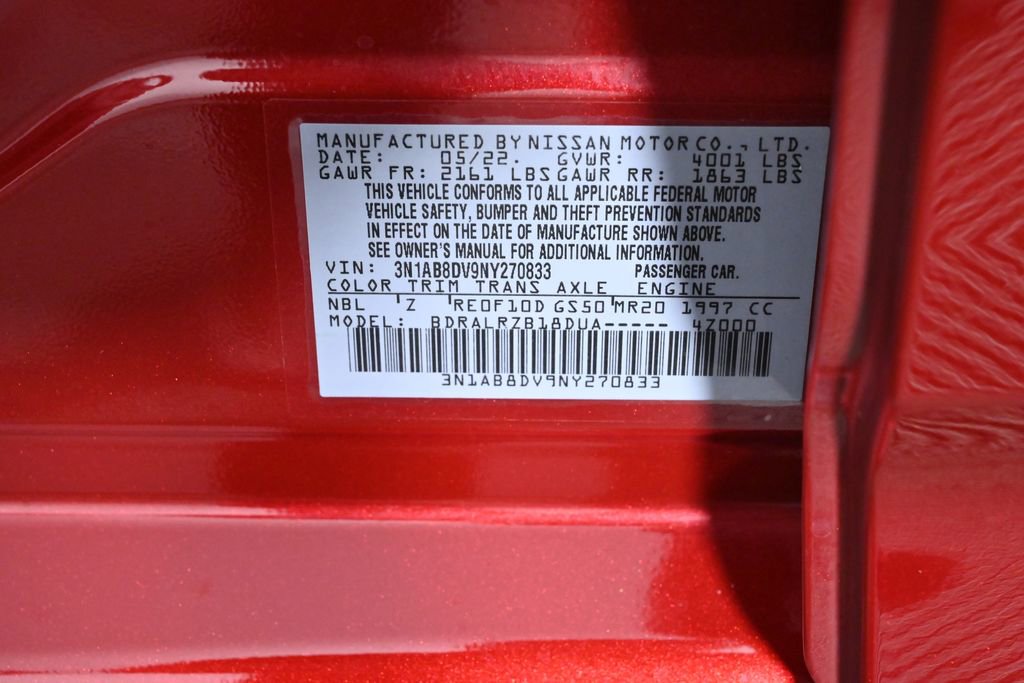 MANUFACTURED BY NISSAN MOTOR CO., LTD.
DATE: 05/22. GVWR: 4001 LBS
GAWR FR: 2161 LBS GAWR RR: 1863 LBS
THIS VEHICLE CONFORMS TO ALL APPLICABLE FEDERAL MOTOR
VEHICLE SAFETY, BUMPER AND THEFT PREVENTION STANDARDS
IN EFFECT ON THE DATE OF MANUFACTURE SHOWN ABOVE.
SEE OWNER'S MANUAL FOR ADDITIONAL INFORMATION.
VIN: 3N1AB8DV9NY270833 PASSENGER CAR.
COLOR TRIM TRANS AXLE ENGINE
NBL Z RE0F10D GS50 MR20 1997 CC
MODEL: BDRALRZB18DUA----- 4Z000
3N1AB8DV9NY270833